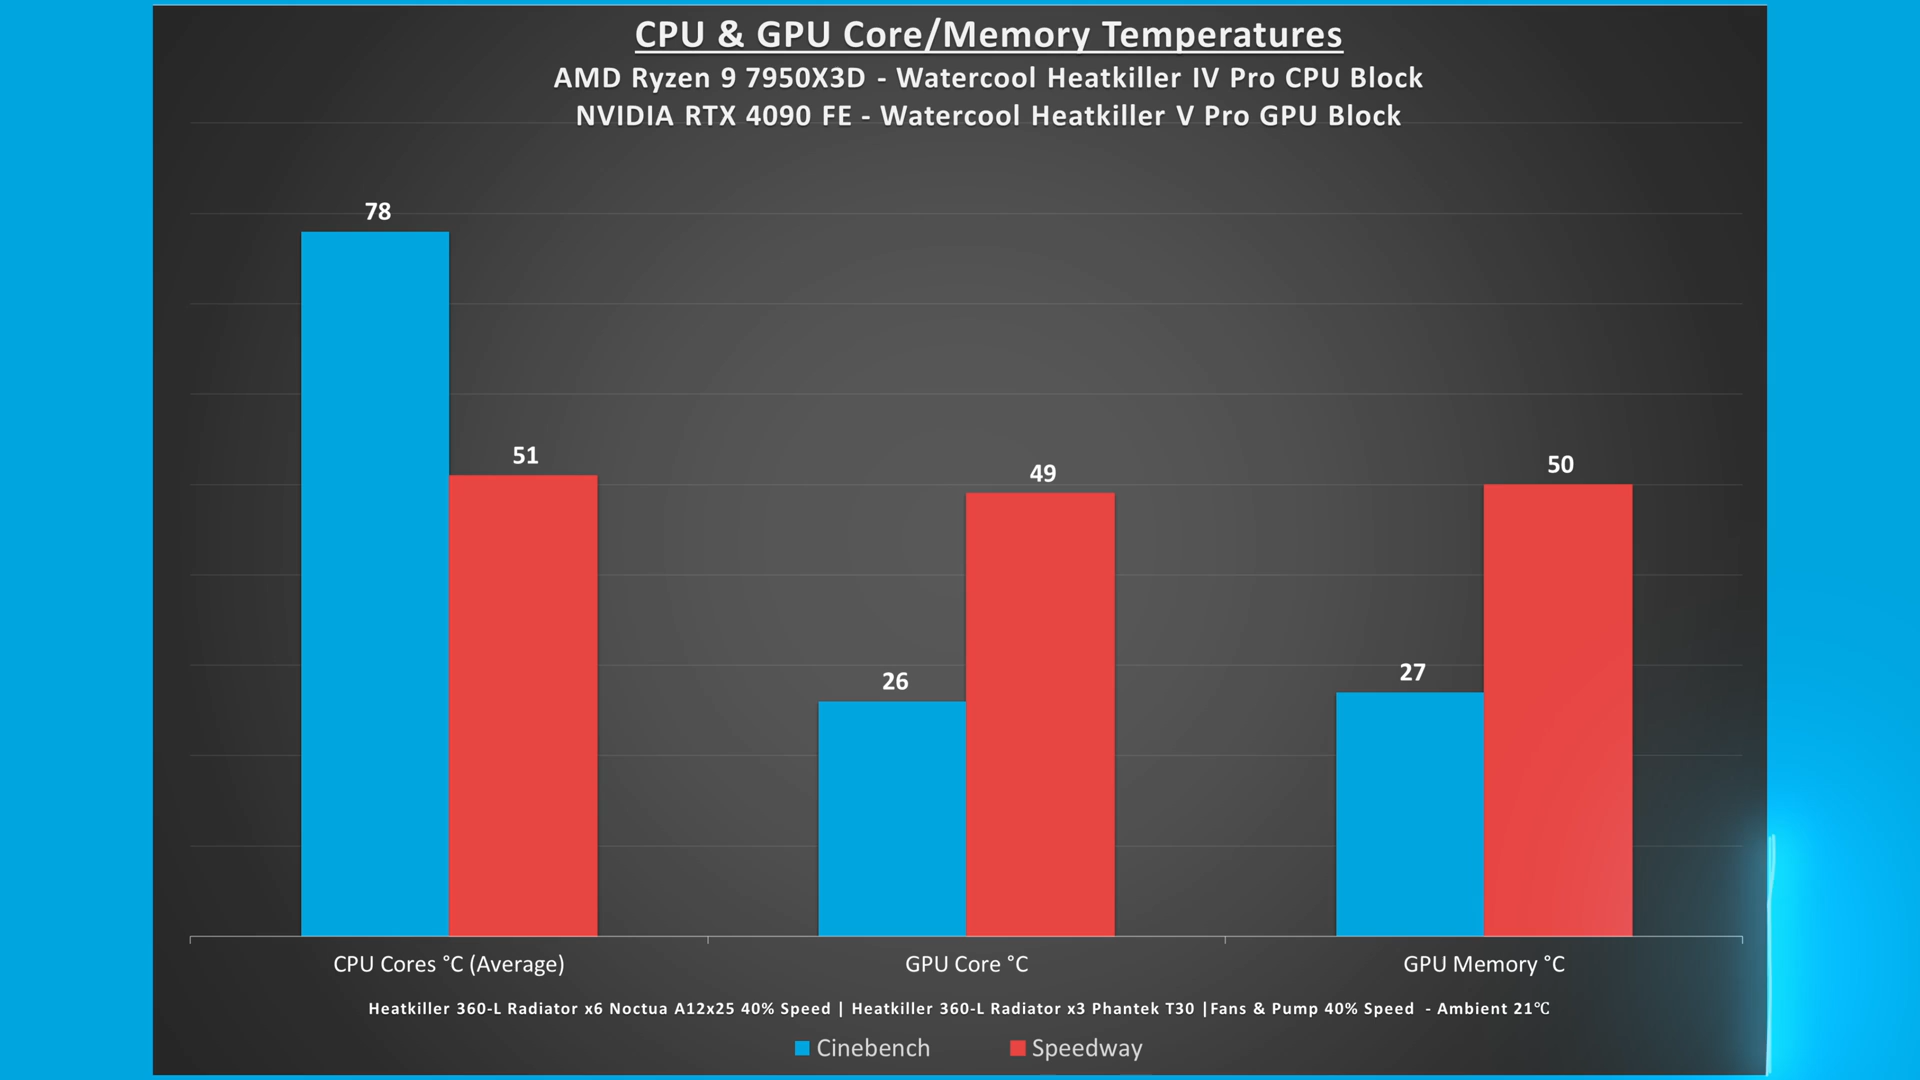 CPU & GPU Core/Memory Temperatures
AMD Ryzen 9 7950X3D - Watercool Heatkiller IV Pro CPU Block
NVIDIA RTX 4090 FE - Watercool Heatkiller V Pro GPU Block
78
51
26
49
27
50
CPU Cores °C (Average)
GPU Core °C
GPU Memory °C
Heatkiller 360-L Radiator x6 Noctua A12x25 40% Speed | Heatkiller 360-L Radiator x3 Phantek T30 |Fans & Pump 40% Speed - Ambient 21℃
Cinebench
Speedway